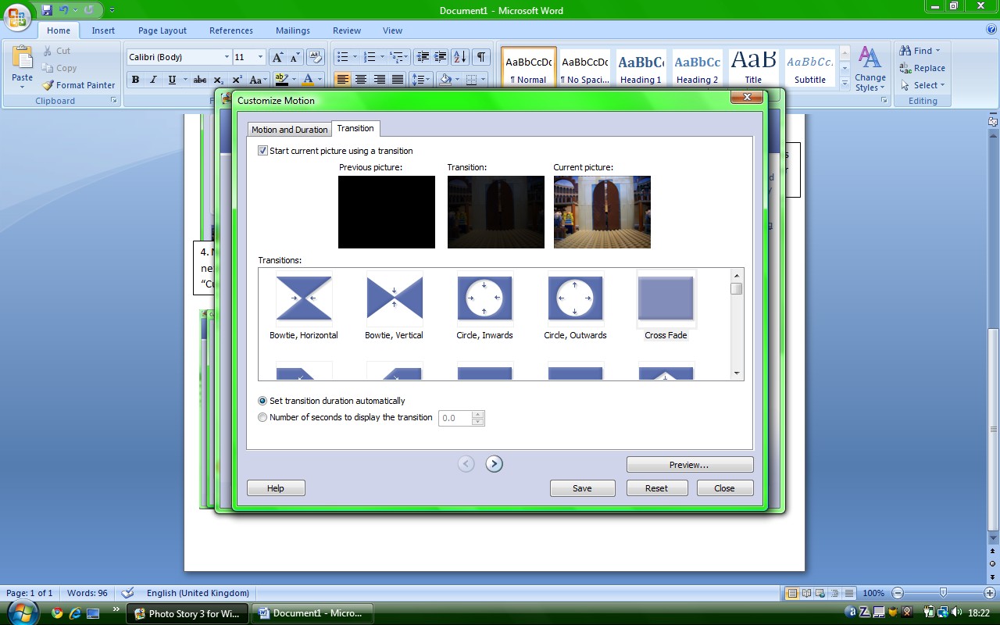 Document1 - Microsoft Word
Home Insert Page Layout References Mailings Review View
Paste
Cut
Copy
Format Painter
Clipboard
Calibri (Body) 11
B I U abc x₂ x² Aa
AaBbCcDc AaBbCcDc AaBbC AaBbCc AaB AaBbCc.
¶ Normal ¶ No Spaci... Heading 1 Heading 2 Title Subtitle
Change Styles
Find
Replace
Select
Editing
Customize Motion
Motion and Duration Transition
Start current picture using a transition
Previous picture: Transition: Current picture:
Transitions:
Bowtie, Horizontal Bowtie, Vertical Circle, Inwards Circle, Outwards Cross Fade
Set transition duration automatically
Number of seconds to display the transition 0.0
Preview...
Help Save Reset Close
4. N
ne
“Cu
Page: 1 of 1 Words: 96 English (United Kingdom) 100%
Photo Story 3 for Wi... Document1 - Micro... 18:22